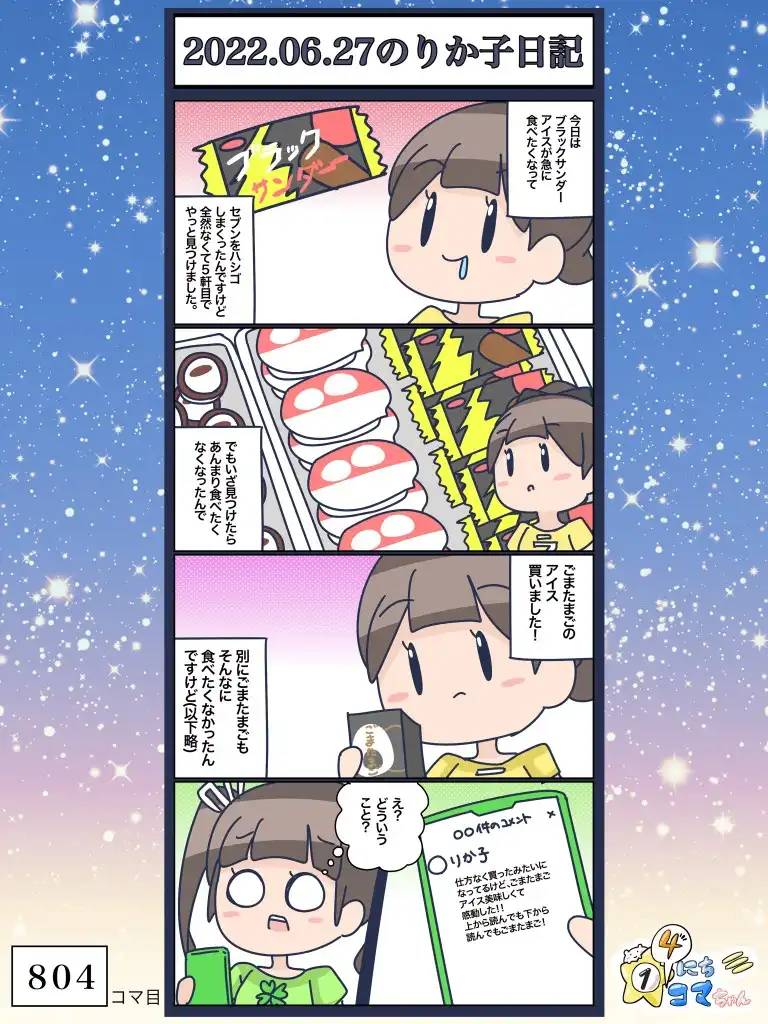 2022.06.27のりか子日記
今日は
ブラックサンダー
アイスが急に
食べたくなって
ブラック
サンダー
セブンをハシゴ
しまくったんですけど
全然なくて5軒目で
やっと見つけました。
でもいざ見つけたら
あんまり食べたく
なくなったんで
ごまたまごの
アイス
買いました!
別にごまたまごも
そんなに
食べたくなかったん
ですけど(以下略)
ごまたまご
え?
どういう
こと?
〇〇件のコメント ×
りか子
仕方なく買ったみたいに
なってるけど、ごまたまご
アイス美味しくて
感動した!!
上から読んでも下から
読んでもごまたまご!
804
コマ目
1
にち
4
コマ
ちゃん